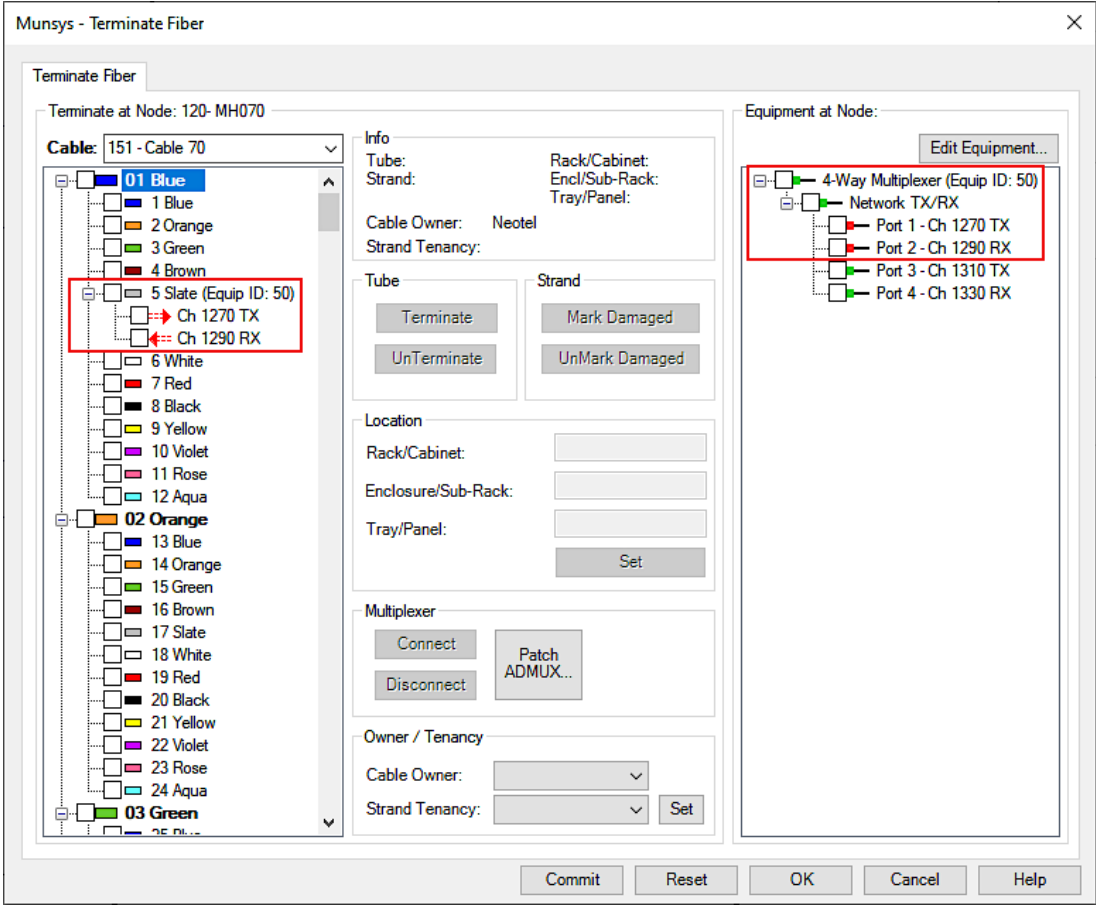 Munsys - Terminate Fiber
Terminate Fiber
Terminate at Node: 120- MH070
Cable: 151 - Cable 70
01 Blue
1 Blue
2 Orange
3 Green
4 Brown
5 Slate (Equip ID: 50)
Ch 1270 TX
Ch 1290 RX
6 White
7 Red
8 Black
9 Yellow
10 Violet
11 Rose
12 Aqua
02 Orange
13 Blue
14 Orange
15 Green
16 Brown
17 Slate
18 White
19 Red
20 Black
21 Yellow
22 Violet
23 Rose
24 Aqua
03 Green
Info
Tube:
Rack/Cabinet:
Strand:
Encl/Sub-Rack:
Tray/Panel:
Cable Owner: Neotel
Strand Tenancy:
Tube
Terminate
UnTerminate
Strand
Mark Damaged
UnMark Damaged
Location
Rack/Cabinet:
Enclosure/Sub-Rack:
Tray/Panel:
Set
Multiplexer
Connect
Disconnect
Patch
ADMUX...
Owner / Tenancy
Cable Owner:
Strand Tenancy:
Set
Equipment at Node:
Edit Equipment...
4-Way Multiplexer (Equip ID: 50)
Network TX/RX
Port 1 - Ch 1270 TX
Port 2 - Ch 1290 RX
Port 3 - Ch 1310 TX
Port 4 - Ch 1330 RX
Commit
Reset
OK
Cancel
Help